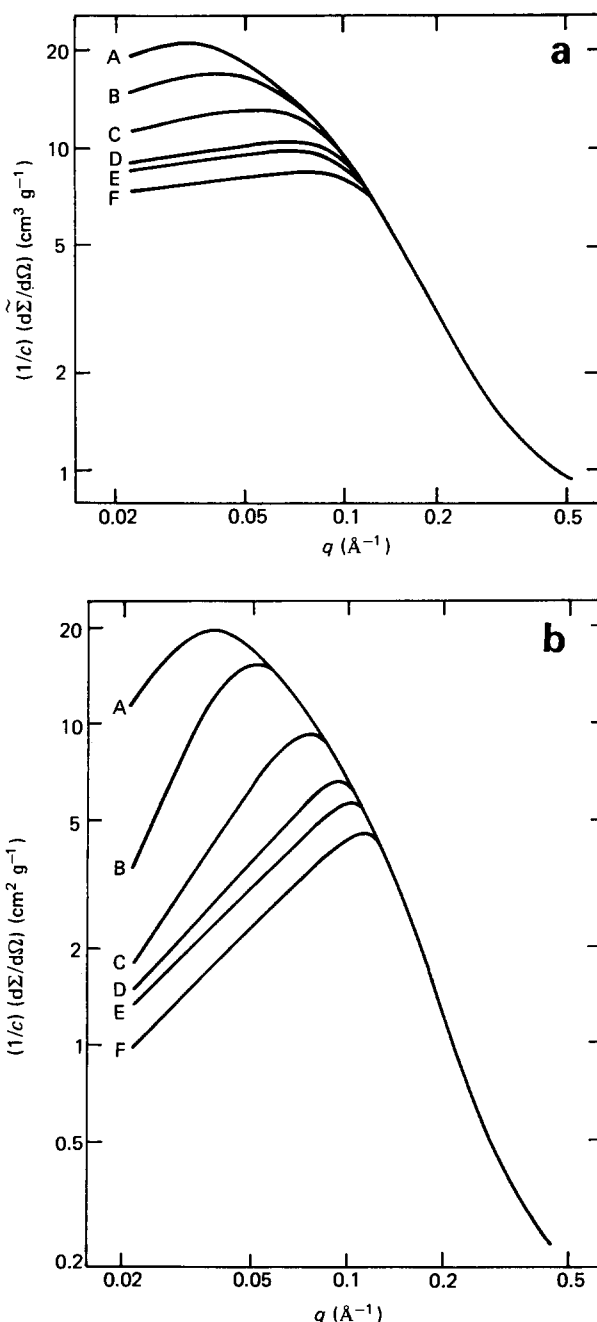 a
20
10
5
2
1
A
B
C
D
E
F
(1/c) (dΣ̃/dΩ) (cm³ g⁻¹)
0.02 0.05 0.1 0.2 0.5
q (Å⁻¹)
b
20
10
5
2
1
0.5
0.2
A
B
C
D
E
F
(1/c) (dΣ/dΩ) (cm² g⁻¹)
0.02 0.05 0.1 0.2 0.5
q (Å⁻¹)